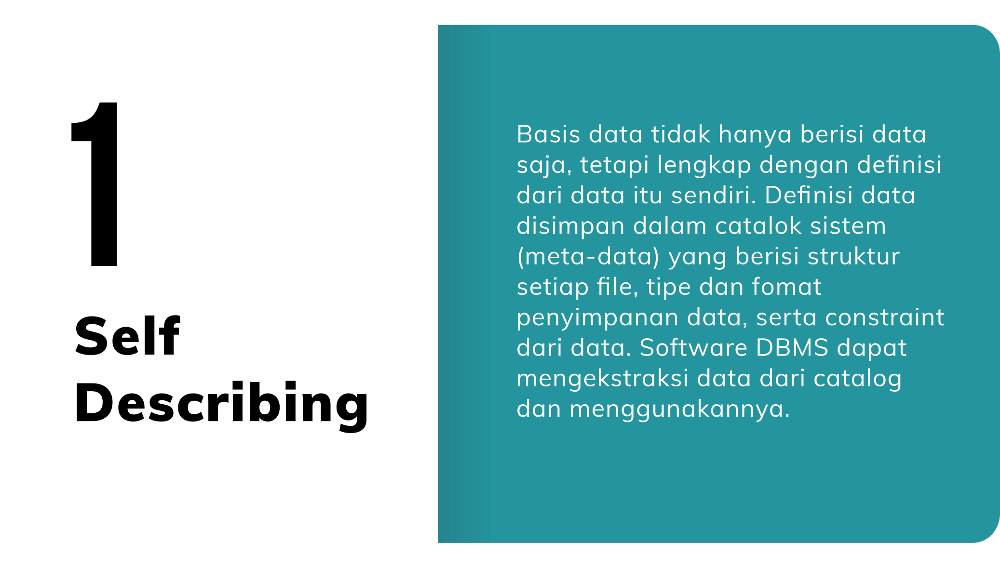 1
Self
Describing
Basis data tidak hanya berisi data
saja, tetapi lengkap dengan definisi
dari data itu sendiri. Definisi data
disimpan dalam catalok sistem
(meta-data) yang berisi struktur
setiap file, tipe dan fomat
penyimpanan data, serta constraint
dari data. Software DBMS dapat
mengekstraksi data dari catalog
dan menggunakannya.